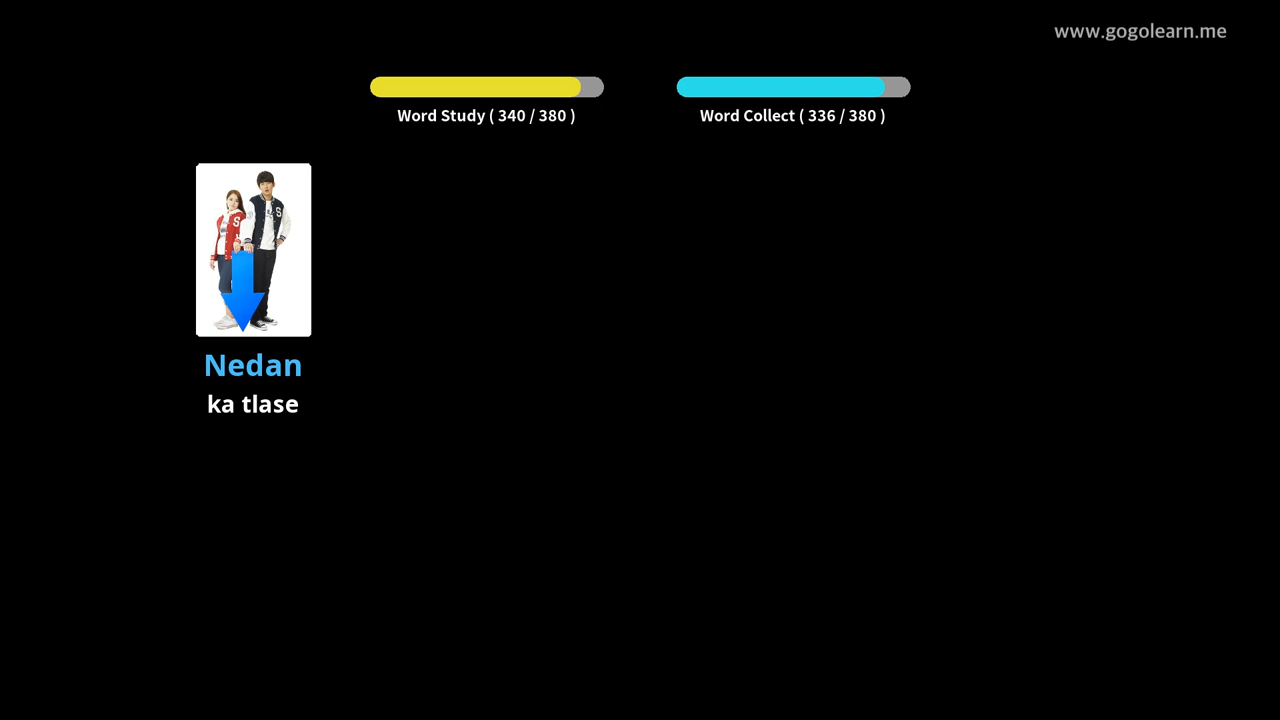 www.gogolearn.me
Word Study ( 340 / 380 )
Word Collect ( 336 / 380 )
S
S
Nedan
ka tlase